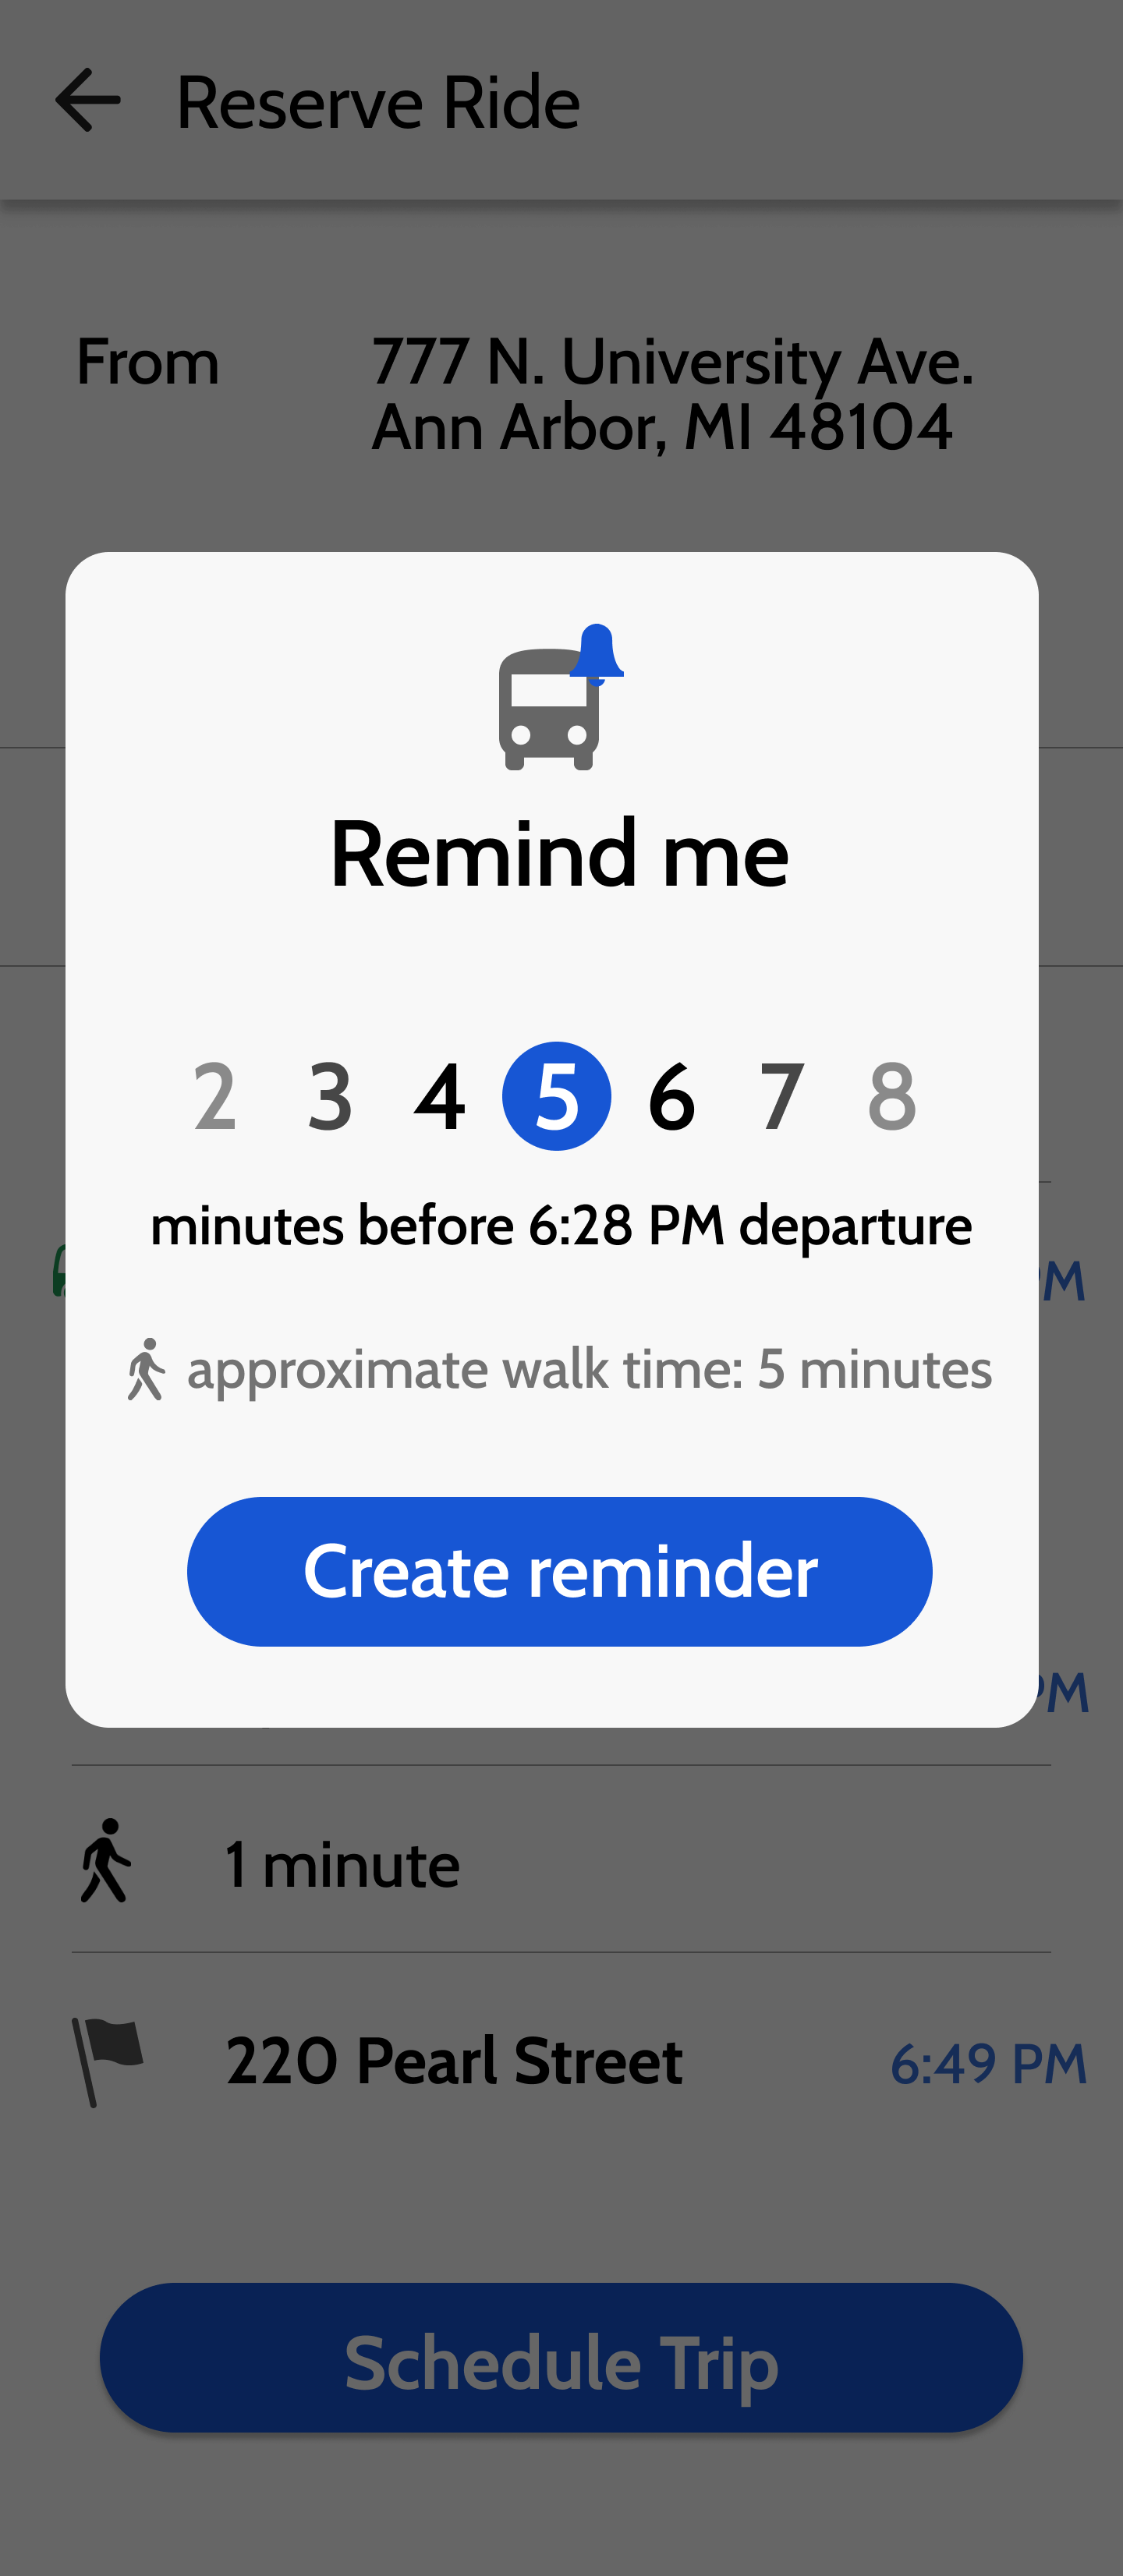 Reserve Ride
From
777 N. University Ave.
Ann Arbor, MI 48104
Remind me
2 3 4 5 6 7 8
minutes before 6:28 PM departure
PM
approximate walk time: 5 minutes
Create reminder
PM
1 minute
220 Pearl Street 6:49 PM
Schedule Trip